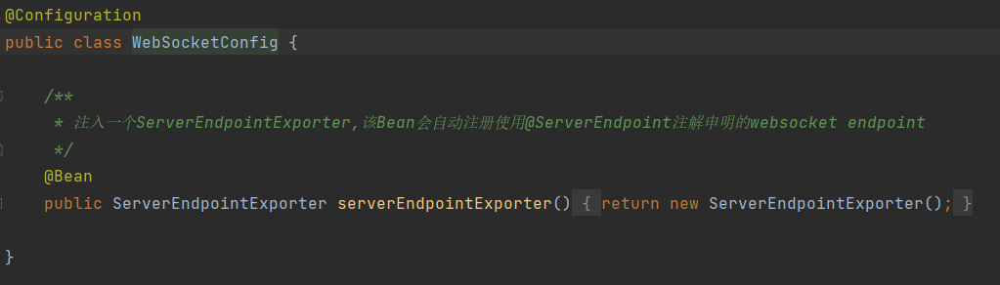 @Configuration
public class WebSocketConfig {
/**
* 注入一个ServerEndpointExporter,该Bean会自动注册使用@ServerEndpoint注解申明的websocket endpoint
*/
@Bean
public ServerEndpointExporter serverEndpointExporter() { return new ServerEndpointExporter(); }
}